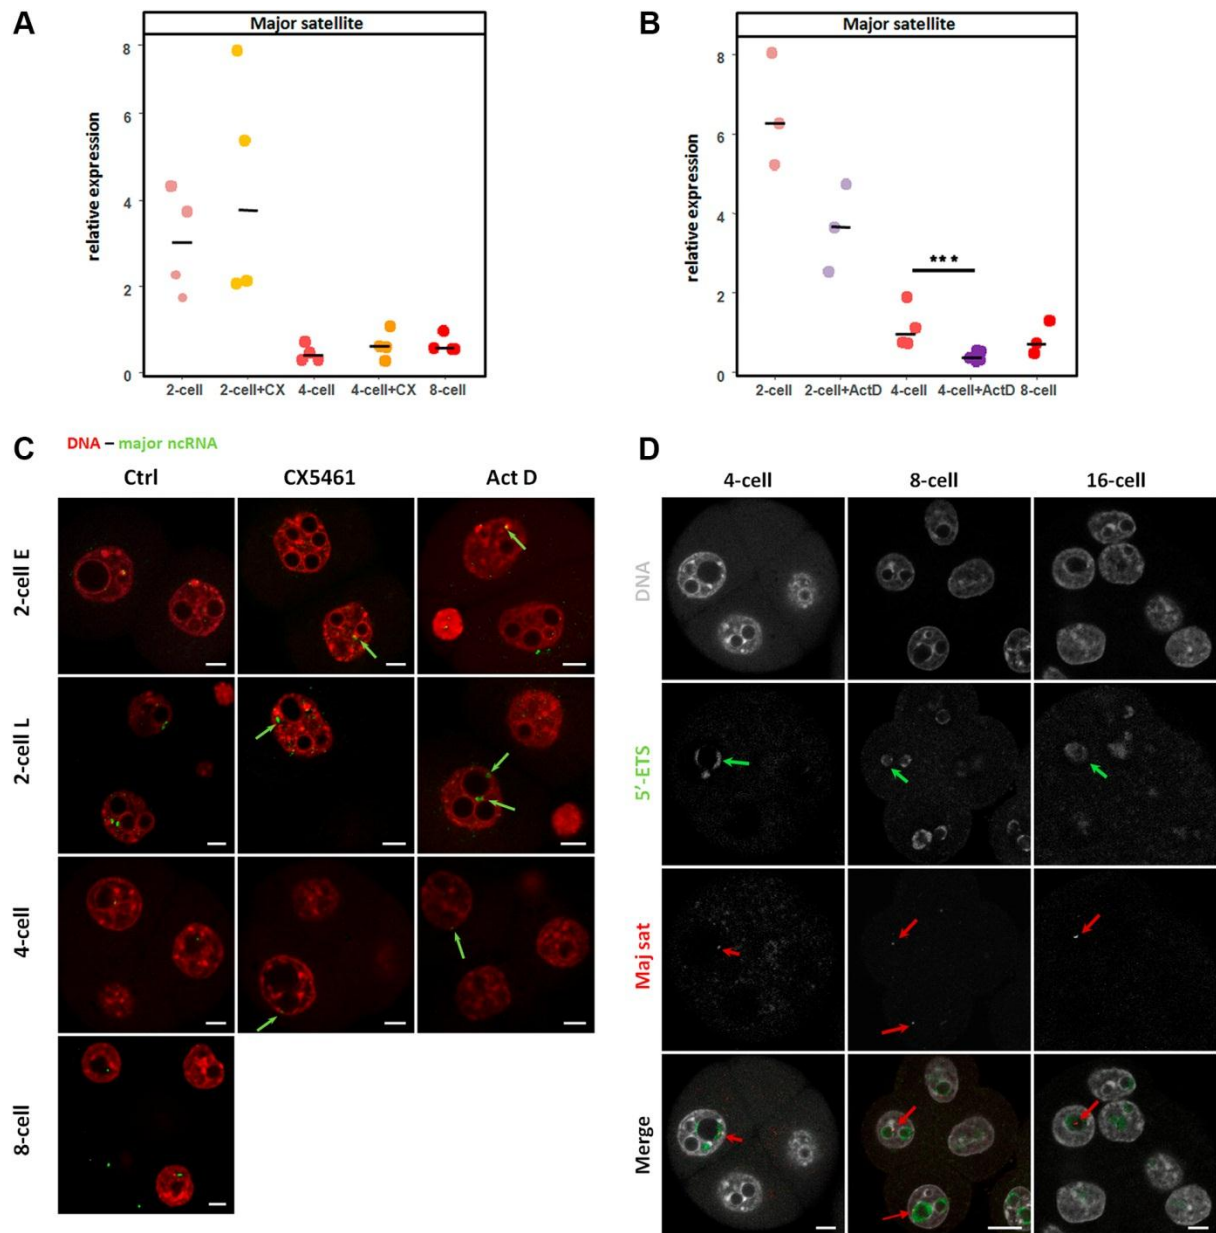 A
Major satellite
relative expression
8
6
4
2
0
2-cell 2-cell+CX 4-cell 4-cell+CX 8-cell
B
Major satellite
relative expression
8
6
4
2
0
***
2-cell 2-cell+ActD 4-cell 4-cell+ActD 8-cell
C
DNA – major ncRNA
Ctrl CX5461 Act D
2-cell E
2-cell L
4-cell
8-cell
D
4-cell 8-cell 16-cell
DNA
5’-ETS
Maj sat
Merge